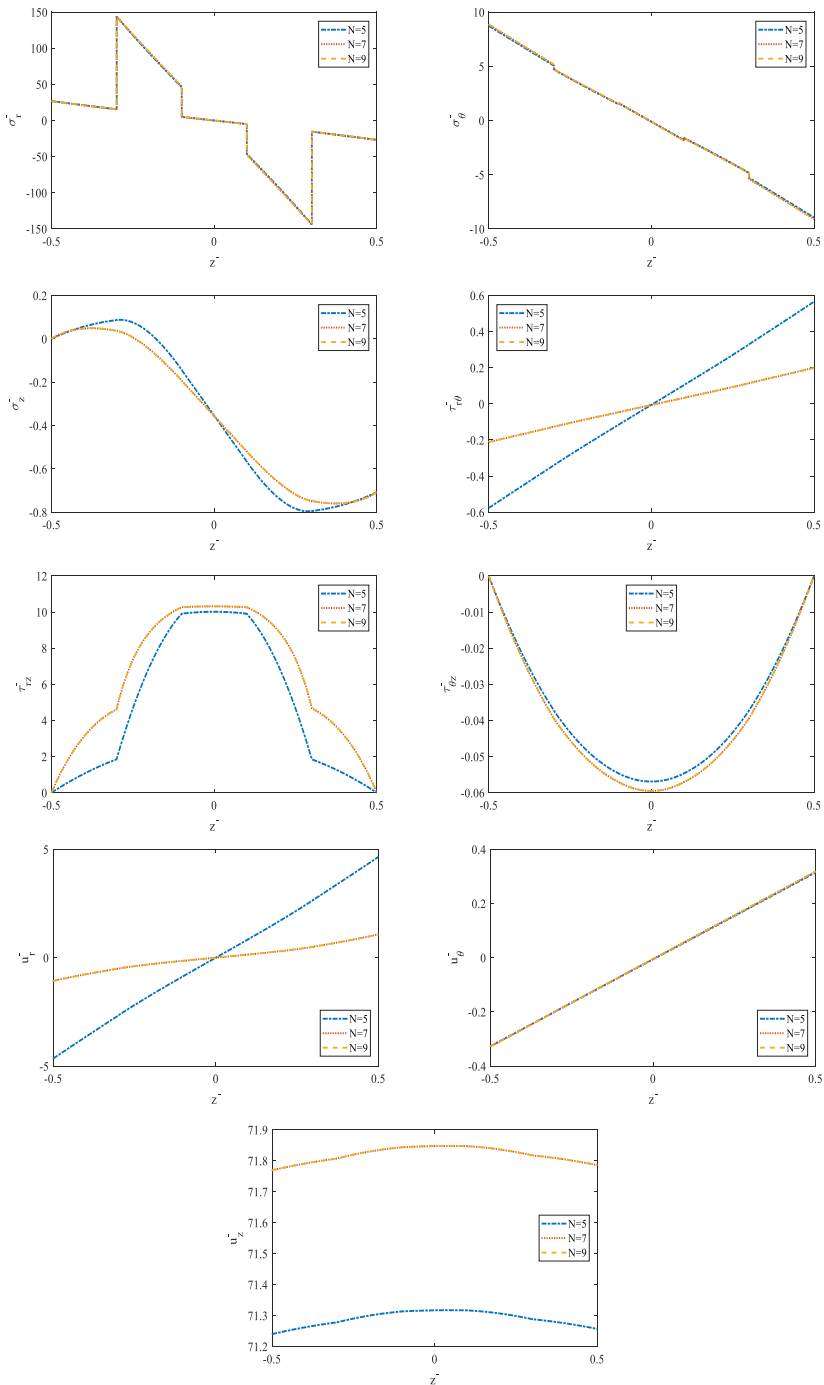 150
100
50
0
-50
-100
-150
-0.5
0
0.5
z⁻
σ⁻r
N=5
N=7
N=9
10
5
0
-5
-10
-0.5
0
0.5
z⁻
σ⁻θ
N=5
N=7
N=9
0.2
0
-0.2
-0.4
-0.6
-0.8
-0.5
0
0.5
z⁻
σ⁻z
N=5
N=7
N=9
0.6
0.4
0.2
0
-0.2
-0.4
-0.6
-0.5
0
0.5
z⁻
τ⁻rθ
N=5
N=7
N=9
12
10
8
6
4
2
0
-0.5
0
0.5
z⁻
τ⁻rz
N=5
N=7
N=9
0
-0.01
-0.02
-0.03
-0.04
-0.05
-0.06
-0.5
0
0.5
z⁻
τ⁻θz
N=5
N=7
N=9
5
0
-5
-0.5
0
0.5
z⁻
u⁻r
N=5
N=7
N=9
0.4
0.2
0
-0.2
-0.4
-0.5
0
0.5
z⁻
u⁻θ
N=5
N=7
N=9
71.9
71.8
71.7
71.6
71.5
71.4
71.3
71.2
-0.5
0
0.5
z⁻
u⁻z
N=5
N=7
N=9